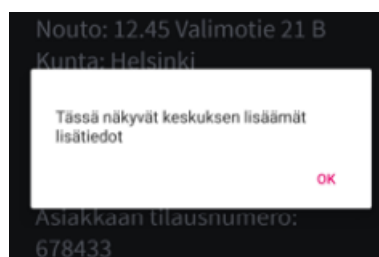 Nouto: 12.45 Valimotie 21 B
Kunta: Helsinki
Tässä näkyvät keskuksen lisäämät
lisätiedot
OK
Asiakkaan tilausnumero:
678433